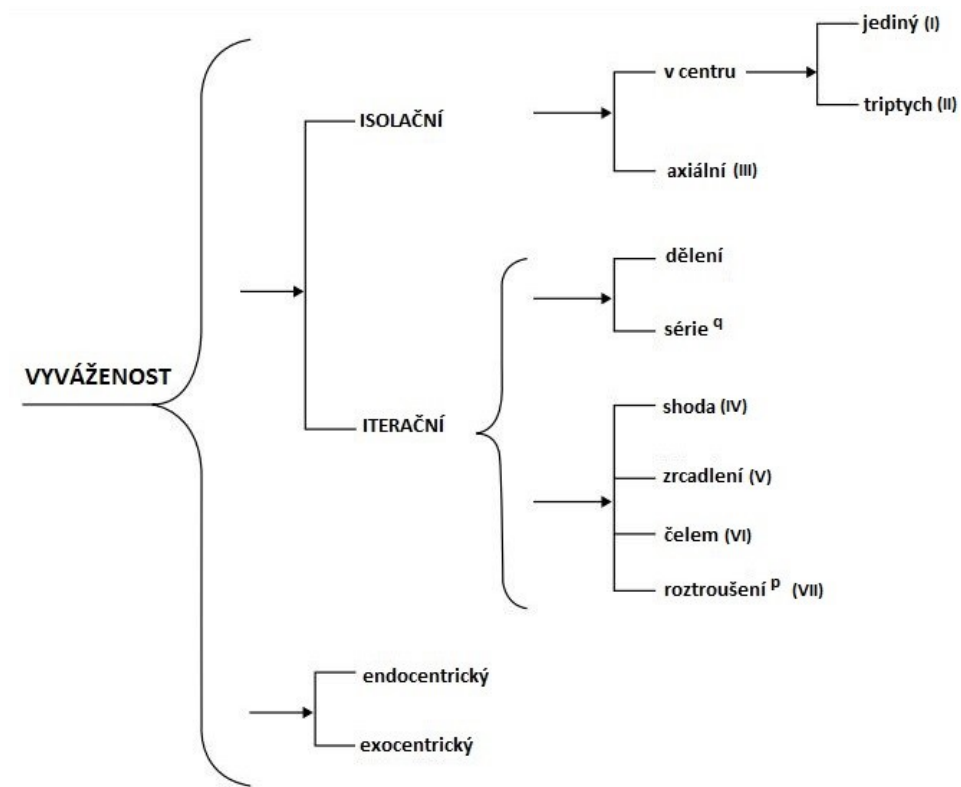 jediný (I)
v centru
triptych (II)
ISOLAČNÍ
axiální (III)
dělení
série q
VYVÁŽENOST
shoda (IV)
ITERAČNÍ
zrcadlení (V)
čelem (VI)
roztroušení p (VII)
endocentrický
exocentrický